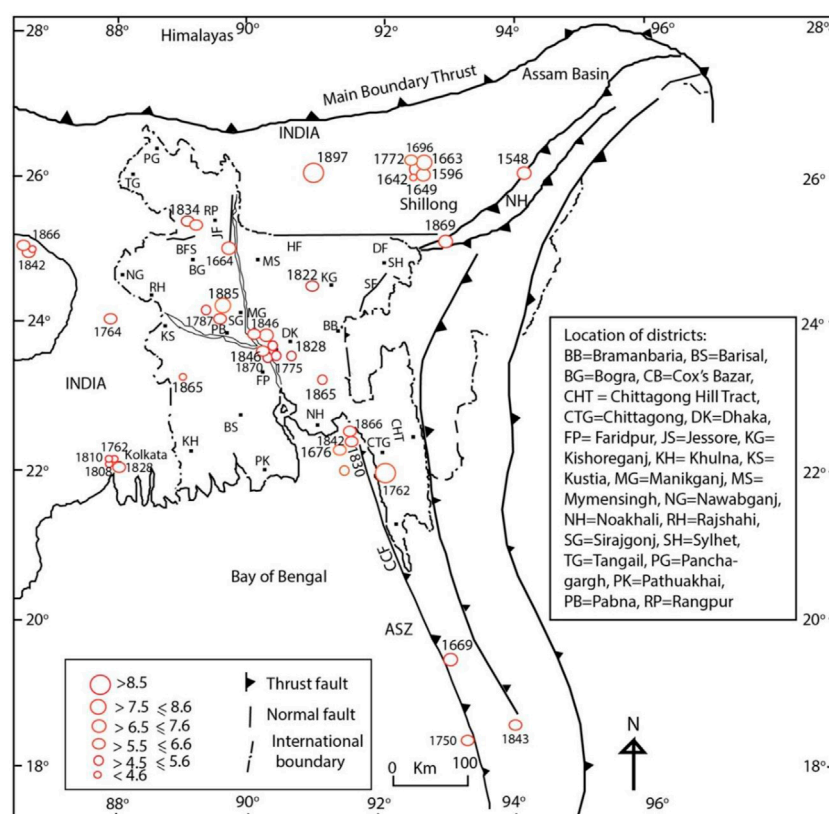 88°
90°
92°
94°
96°
28°
28°
Himalayas
Main Boundary Thrust
Assam Basin
INDIA
PG
TG
26°
26°
1897
1696
1772
1663
1642
1596
1649
Shillong
1548
NH
1834
RP
JF
1869
1866
1842
BFS
BG
1664
MS
HF
DF
SH
SF
NG
RH
1822
KG
1885
1787
SG
MG
PB
1846
DK
1828
BB
24°
24°
1764
KS
1846
1870
1775
FP
INDIA
1865
1865
BS
NH
1866
1842
1676
1830
CTG
CHT
KH
PK
22°
22°
1762
1810
1808
Kolkata
1828
1762
CCF
Bay of Bengal
20°
20°
ASZ
1669
1750
1843
18°
18°
Location of districts:
BB=Bramanbaria, BS=Barisal,
BG=Bogra, CB=Cox's Bazar,
CHT = Chittagong Hill Tract,
CTG=Chittagong, DK=Dhaka,
FP= Faridpur, JS=Jessore, KG=
Kishoreganj, KH= Khulna, KS=
Kustia, MG=Manikganj, MS=
Mymensingh, NG=Nawabganj,
NH=Noakhali, RH=Rajshahi,
SG=Sirajgonj, SH=Sylhet,
TG=Tangail, PG=Pancha-
gargh, PK=Pathuakhai,
PB=Pabna, RP=Rangpur
>8.5
> 7.5 ⩽ 8.6
> 6.5 ⩽ 7.6
> 5.5 ⩽ 6.6
> 4.5 ⩽ 5.6
< 4.6
Thrust fault
Normal fault
International
boundary
0 Km 100
N
88°
90°
92°
94°
96°